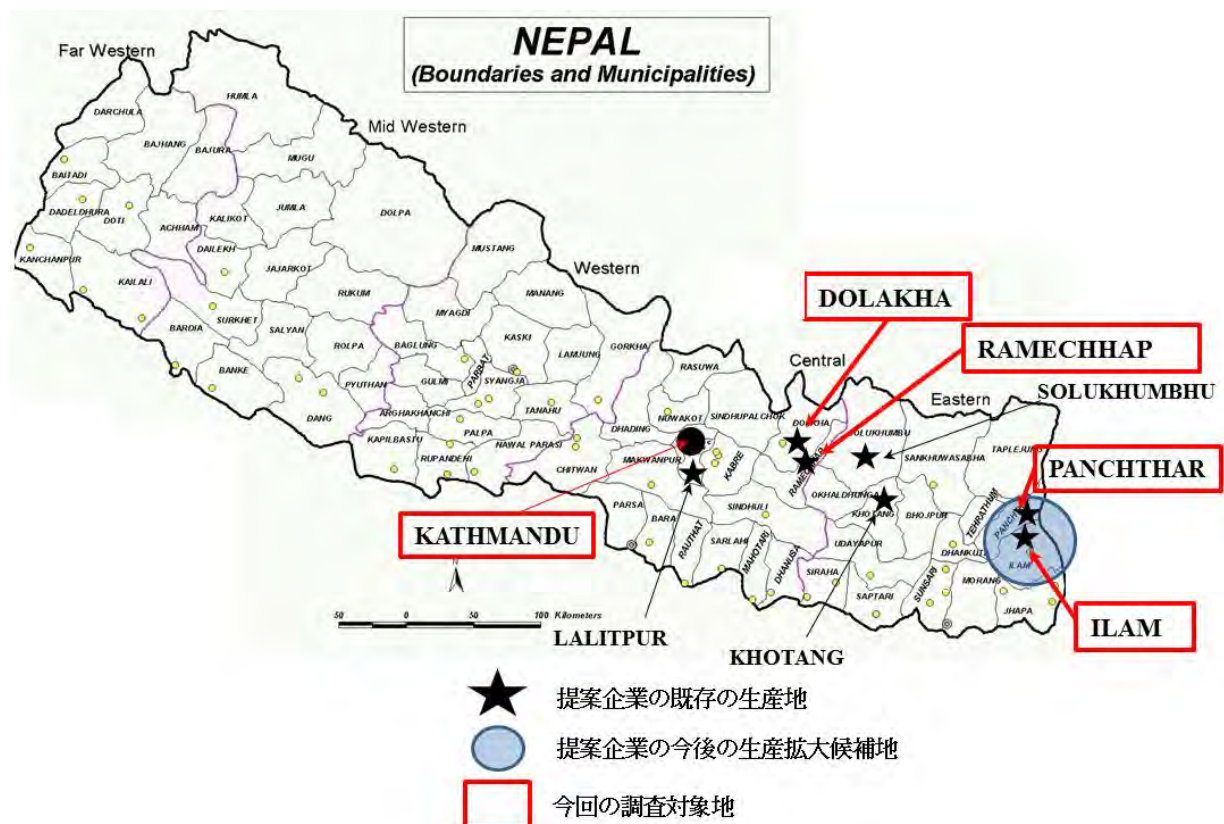 NEPAL
(Boundaries and Municipalities)
Far Western
Mid Western
Western
Central
Eastern
HUMLA
DARCHULA
BAJHANG
BAJURA
MUGU
BAITADI
DADELDHURA
DOTI
ACHHAM
KALIKOT
JUMLA
DOLPA
KANCHANPUR
KAILALI
DAILEKH
JAJARKOT
MUSTANG
SURKHET
RUKUM
MYAGDI
MANANG
BARDIA
SALYAN
ROLPA
BAGLUNG
KASKI
LAMJUNG
GORKHA
BANKE
PYUTHAN
GULMI
PARBAT
SYANGJA
RASUWA
DANG
ARGHAKHANCHI
TANAHU
DHADING
NUWAKOT
SINDHUPALCHOK
KAPILBASTU
PALPA
RUPANDEHI
NAWAL PARASI
CHITWAN
MAKWANPUR
KABRE
SANKHUWASABHA
PARSA
BARA
RAUTHAT
SARLAHI
SINDHULI
MAHOTARI
DHANUSA
OKHALDHUNGA
KHOTANG
BHOJPUR
TEHRATHUM
UDAYAPUR
SIRAHA
SAPTARI
SUNSARI
MORANG
ILAM
JHAPA
DOLAKHA
RAMECHHAP
SOLUKHUMBHU
PANCHTHAR
KATHMANDU
LALITPUR
KHOTANG
ILAM
N
50 0 50 100 Kilometers
提案企業の既存の生産地
提案企業の今後の生産拡大候補地
今回の調査対象地